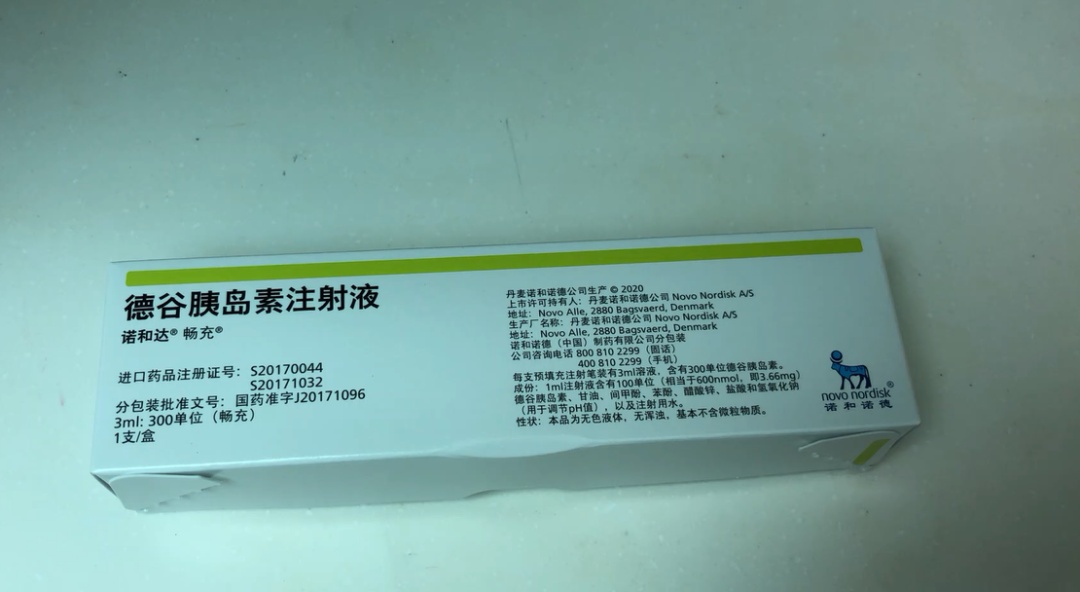 德谷胰岛素注射液
诺和达® 畅充®
进口药品注册证号：S20170044
S20171032
分包装批准文号：国药准字J20171096
3ml: 300单位（畅充）
1支/盒
丹麦诺和诺德公司生产 © 2020
上市许可持有人：丹麦诺和诺德公司 Novo Nordisk A/S
地址：Novo Alle, 2880 Bagsvaerd, Denmark
生产厂名称：丹麦诺和诺德公司 Novo Nordisk A/S
地址：Novo Alle, 2880 Bagsvaerd, Denmark
诺和诺德（中国）制药有限公司分包装
公司咨询电话 800 810 2299（固话）
400 810 2299（手机）
每支预填充注射笔装有3ml溶液，含有300单位德谷胰岛素。
成份：1ml注射液含有100单位（相当于600nmol，即3.66mg）
德谷胰岛素、甘油、间甲酚、苯酚、醋酸锌、盐酸和氢氧化钠
（用于调节pH值），以及注射用水。
性状：本品为无色液体，无浑浊，基本不含微粒物质。
novo nordisk®
诺和诺德